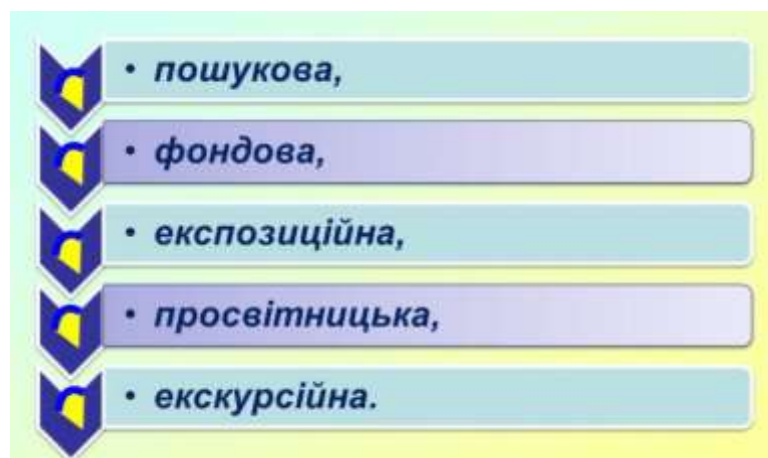 • пошукова,
• фондова,
• експозиційна,
• просвітницька,
• екскурсійна.